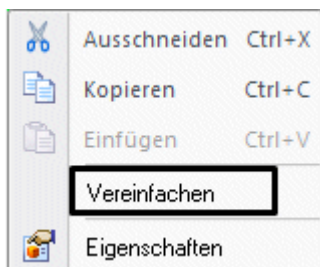 Ausschneiden Ctrl+X
Kopieren Ctrl+C
Einfügen Ctrl+V
Vereinfachen
Eigenschaften